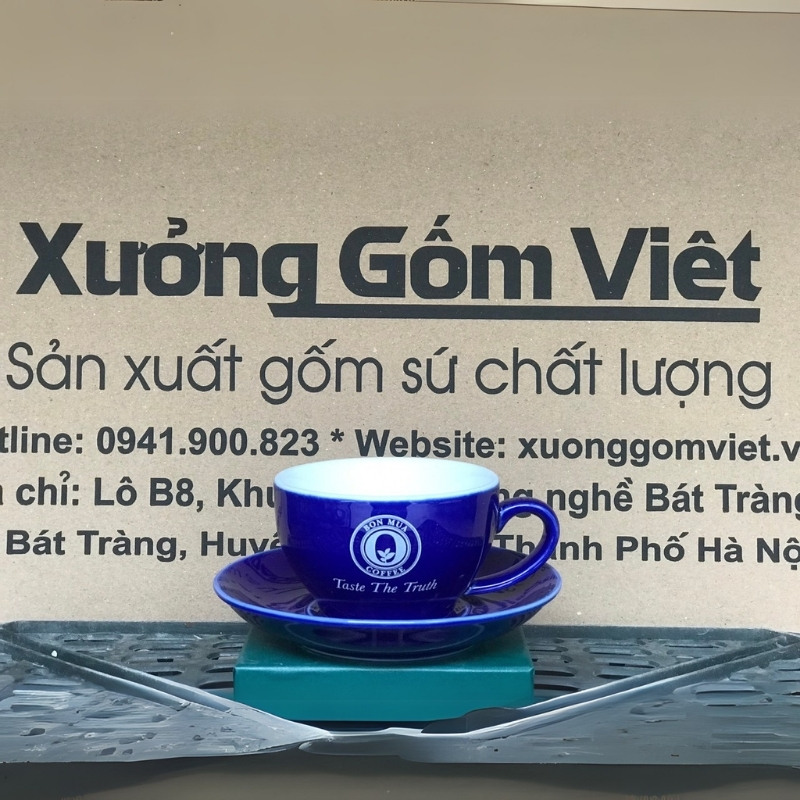 Xưởng Gốm Việt
Sản xuất gốm sứ chất lượng
tline: 0941.900.823 * Website: xuonggomviet.v
chỉ: Lô B8, Khu nghề Bát Tràng
Bát Tràng, Huyệ Thành Phố Hà Nộ
BON MUA
COFFEE
Taste The Truth